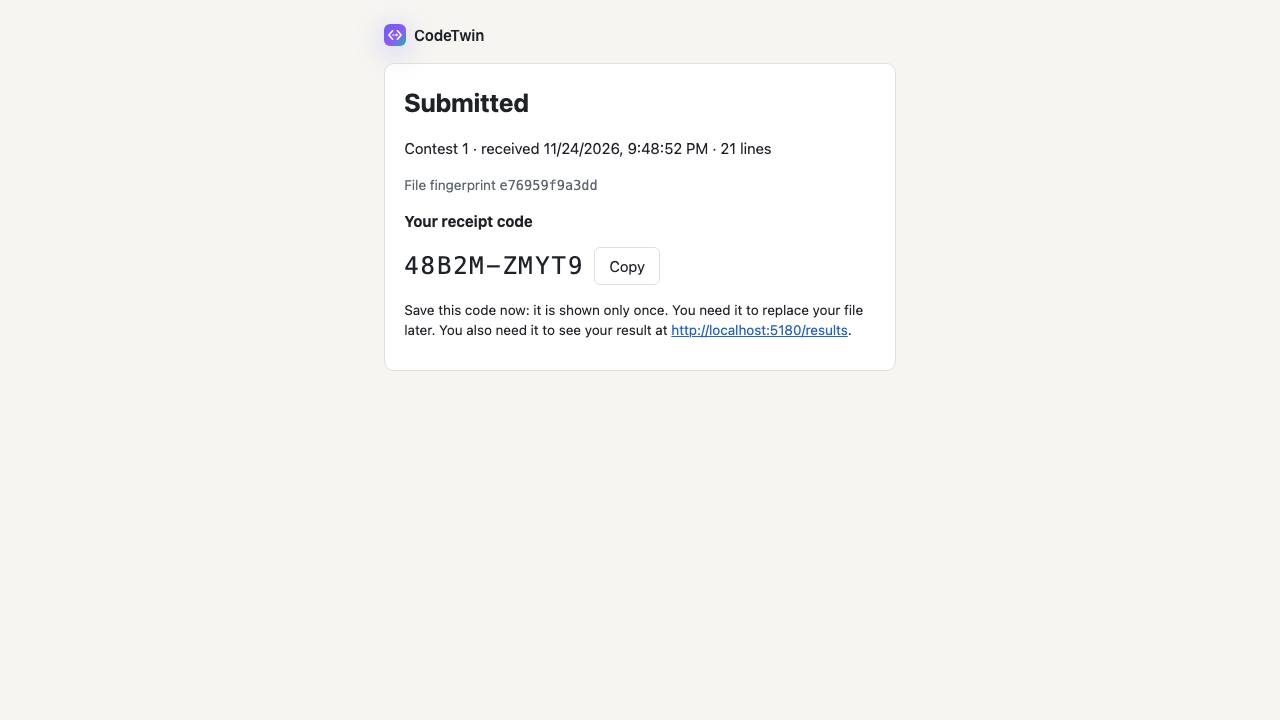 CodeTwin
Submitted
Contest 1 · received 11/24/2026, 9:48:52 PM · 21 lines
File fingerprint e76959f9a3dd
Your receipt code
48B2M-ZMYT9 Copy
Save this code now: it is shown only once. You need it to replace your file
later. You also need it to see your result at http://localhost:5180/results.